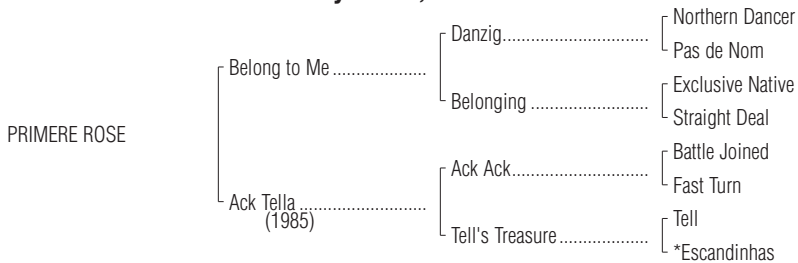 Northern Dancer
Danzig
Pas de Nom
Belong to Me
Exclusive Native
Belonging
Straight Deal
PRIMERE ROSE
Battle Joined
Ack Ack
Fast Turn
Ack Tella
(1985)
Tell
Tell's Treasure
*Escandinhas